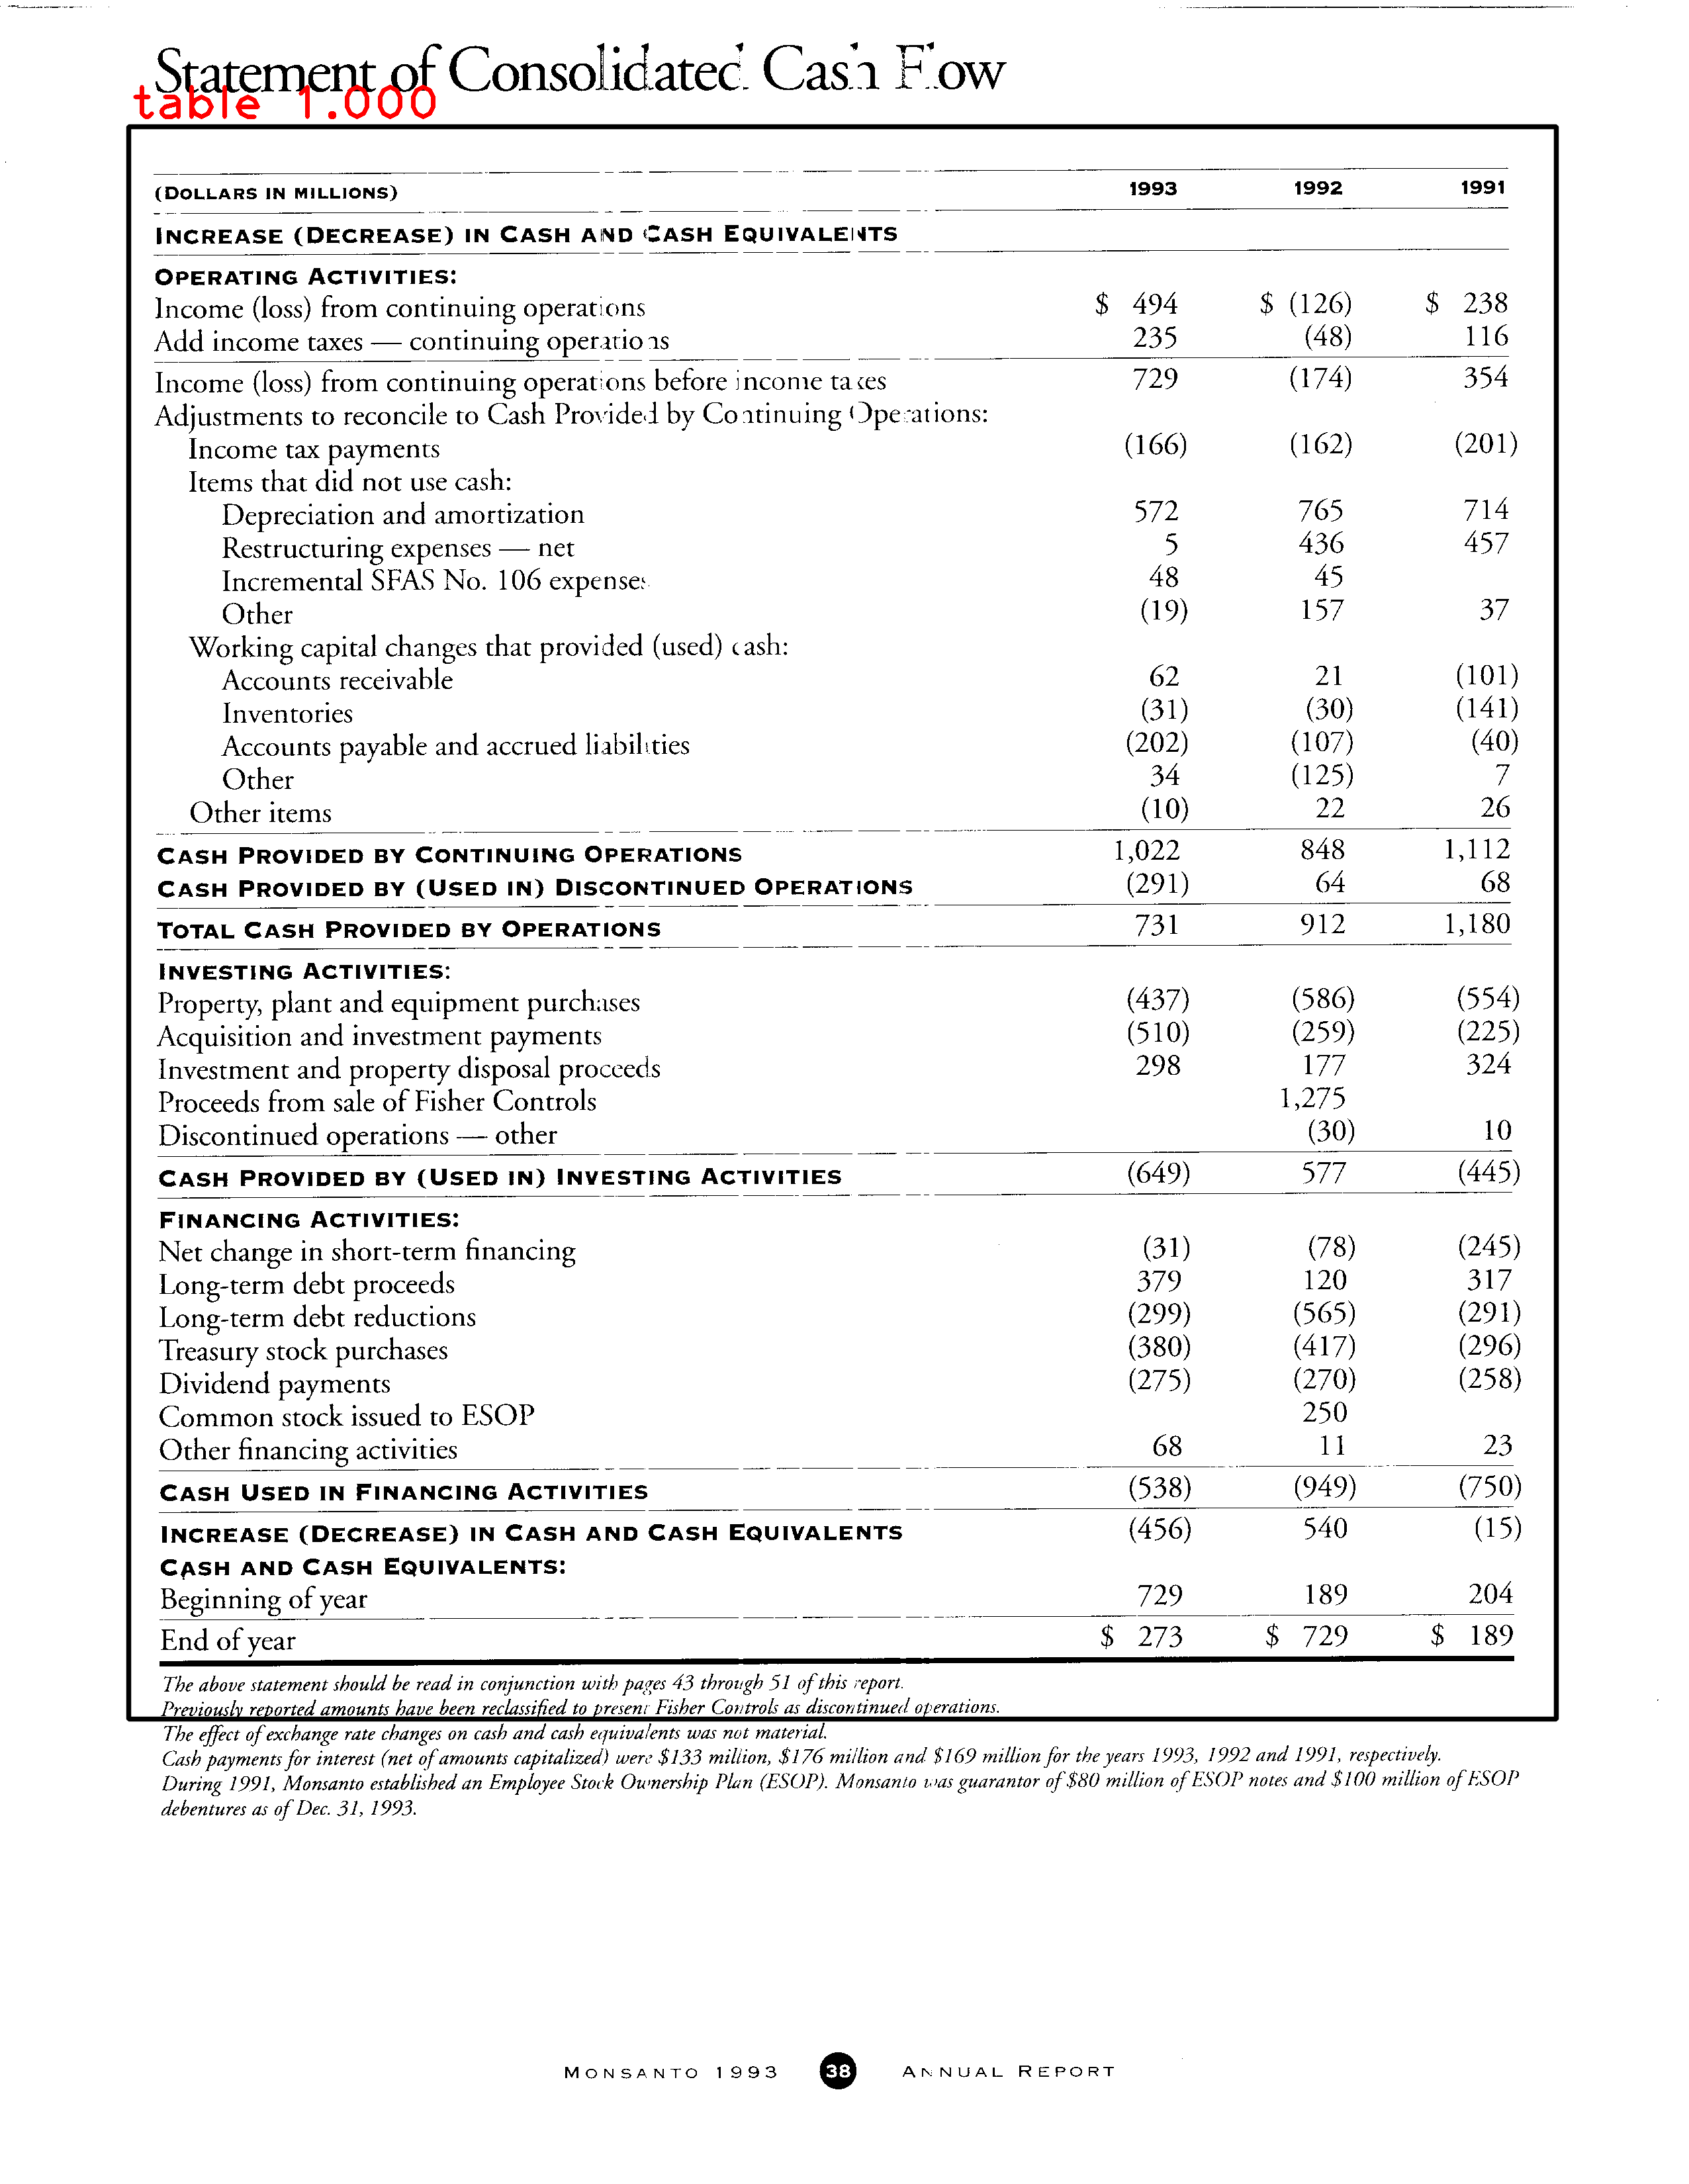 Statement of Consolidated Cash Flow
table 1.000
(DOLLARS IN MILLIONS) 1993 1992 1991
INCREASE (DECREASE) IN CASH AND CASH EQUIVALENTS
OPERATING ACTIVITIES:
Income (loss) from continuing operations $ 494 $ (126) $ 238
Add income taxes — continuing operations 235 (48) 116
Income (loss) from continuing operations before income taxes 729 (174) 354
Adjustments to reconcile to Cash Provided by Continuing Operations:
Income tax payments (166) (162) (201)
Items that did not use cash:
Depreciation and amortization 572 765 714
Restructuring expenses — net 5 436 457
Incremental SFAS No. 106 expenses 48 45
Other (19) 157 37
Working capital changes that provided (used) cash:
Accounts receivable 62 21 (101)
Inventories (31) (30) (141)
Accounts payable and accrued liabilities (202) (107) (40)
Other 34 (125) 7
Other items (10) 22 26
CASH PROVIDED BY CONTINUING OPERATIONS 1,022 848 1,112
CASH PROVIDED BY (USED IN) DISCONTINUED OPERATIONS (291) 64 68
TOTAL CASH PROVIDED BY OPERATIONS 731 912 1,180
INVESTING ACTIVITIES:
Property, plant and equipment purchases (437) (586) (554)
Acquisition and investment payments (510) (259) (225)
Investment and property disposal proceeds 298 177 324
Proceeds from sale of Fisher Controls 1,275
Discontinued operations — other (30) 10
CASH PROVIDED BY (USED IN) INVESTING ACTIVITIES (649) 577 (445)
FINANCING ACTIVITIES:
Net change in short-term financing (31) (78) (245)
Long-term debt proceeds 379 120 317
Long-term debt reductions (299) (565) (291)
Treasury stock purchases (380) (417) (296)
Dividend payments (275) (270) (258)
Common stock issued to ESOP 250
Other financing activities 68 11 23
CASH USED IN FINANCING ACTIVITIES (538) (949) (750)
INCREASE (DECREASE) IN CASH AND CASH EQUIVALENTS (456) 540 (15)
CASH AND CASH EQUIVALENTS:
Beginning of year 729 189 204
End of year $ 273 $ 729 $ 189
The above statement should be read in conjunction with pages 43 through 51 of this report.
Previously reported amounts have been reclassified to present Fisher Controls as discontinued operations.
The effect of exchange rate changes on cash and cash equivalents was not material.
Cash payments for interest (net of amounts capitalized) were $133 million, $176 million and $169 million for the years 1993, 1992 and 1991, respectively.
During 1991, Monsanto established an Employee Stock Ownership Plan (ESOP). Monsanto was guarantor of $80 million of ESOP notes and $100 million of ESOP
debentures as of Dec. 31, 1993.
MONSANTO 1993 38 ANNUAL REPORT